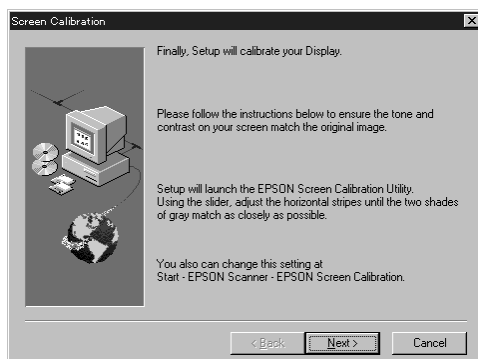 Screen Calibration
Finally, Setup will calibrate your Display.
Please follow the instructions below to ensure the tone and
contrast on your screen match the original image.
Setup will launch the EPSON Screen Calibration Utility.
Using the slider, adjust the horizontal stripes until the two shades
of gray match as closely as possible.
You also can change this setting at
Start - EPSON Scanner - EPSON Screen Calibration.
< Back
Next >
Cancel